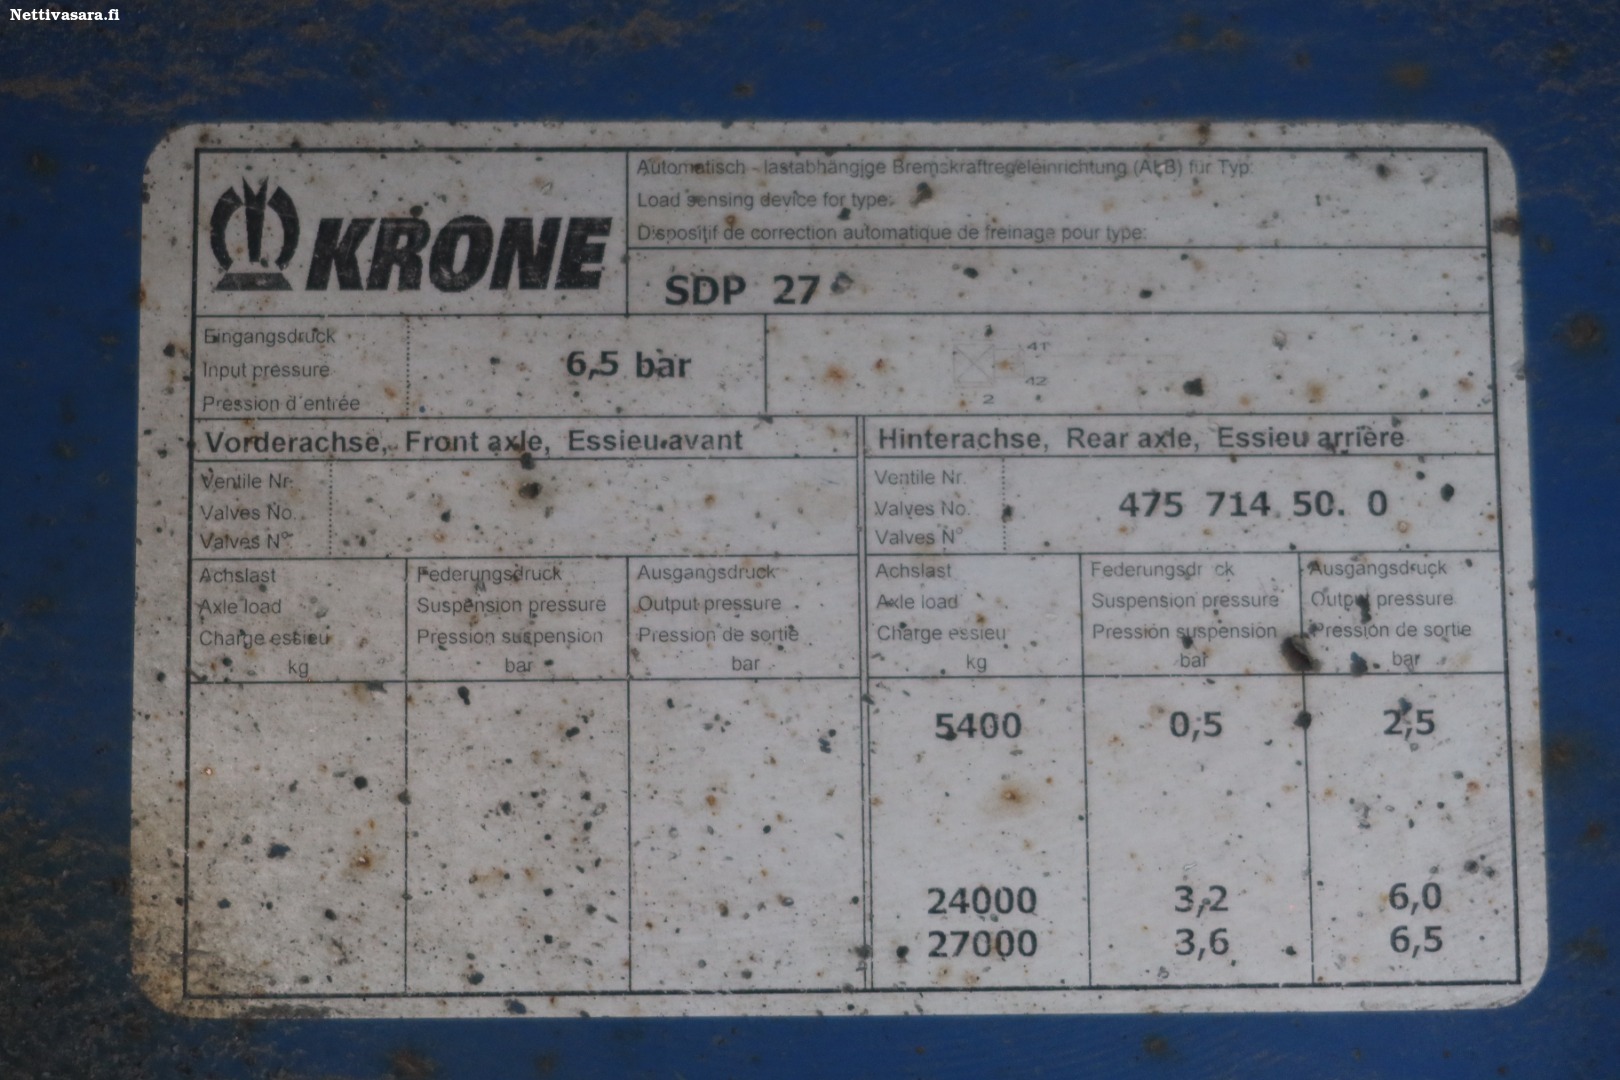 Nettivasara.fi
KRONE
Automatisch - lastabhängige Bremskraftregeleinrichtung (ALB) für Typ:
Load sensing device for type:
Dispositif de correction automatique de freinage pour type:
SDP 27
Eingangsdruck
Input pressure
Pression d'entrée
6,5 bar
1
41
42
2
Vorderachse, Front axle, Essieu avant
Ventile Nr.
Valves No.
Valves N°
Hinterachse, Rear axle, Essieu arrière
Ventile Nr.
Valves No.
Valves N°
475 714 50. 0
Achslast
Axle load
Charge essieu
kg
Federungsdruck
Suspension pressure
Pression suspension
bar
Ausgangsdruck
Output pressure
Pression de sortie
bar
Achslast
Axle load
Charge essieu
kg
Federungsdruck
Suspension pressure
Pression suspension
bar
Ausgangsdruck
Output pressure
Pression de sortie
bar
5400 0,5 2,5
24000 3,2 6,0
27000 3,6 6,5